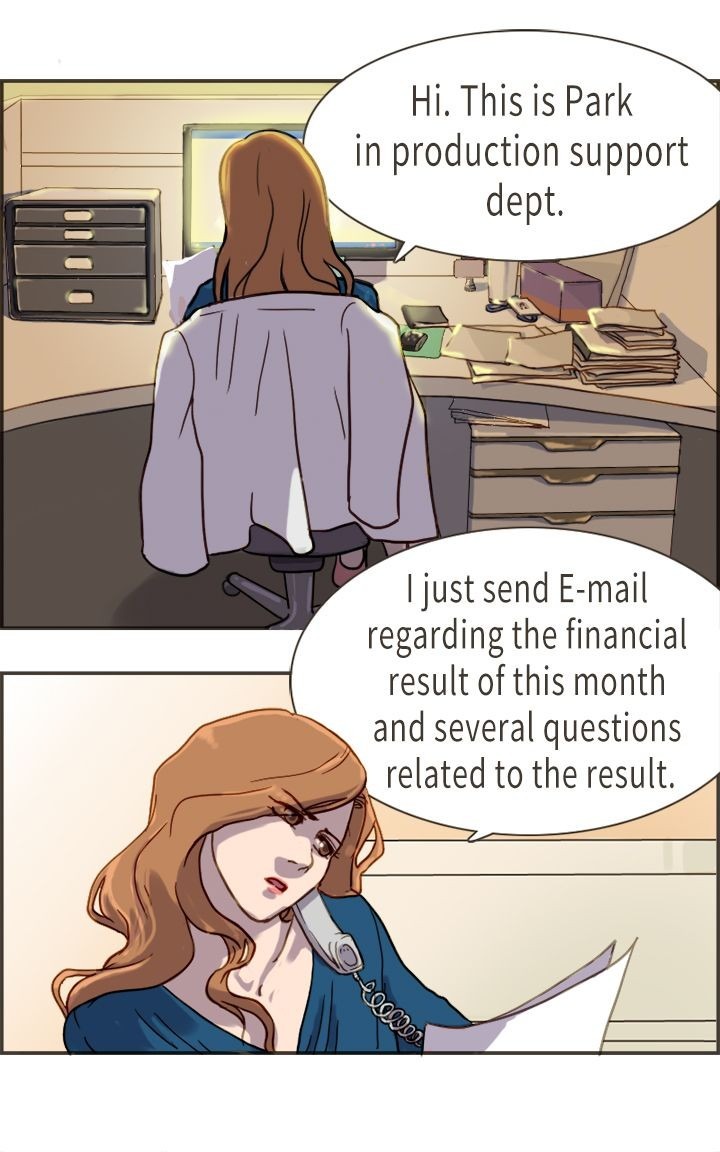 Hi. This is Park
in production support
dept.
I just send E-mail
regarding the financial
result of this month
and several questions
related to the result.